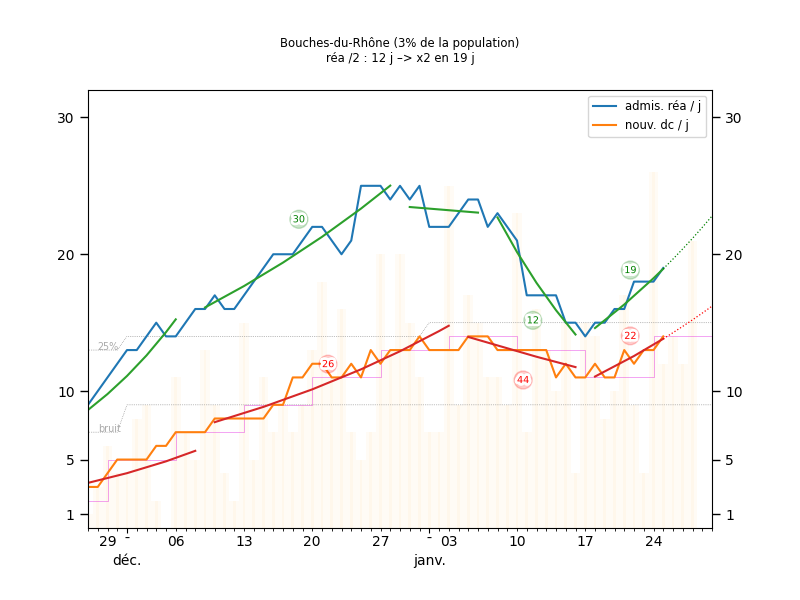 Bouches-du-Rhône (3% de la population)
réa /2 : 12 j –> x2 en 19 j
admis. réa / j
nouv. dc / j
30
30
30
20
20
19
12
22
25%
26
44
10
10
bruit
5
5
1
1
29 - 06 13 20 27 - 03 10 17 24
déc. janv.